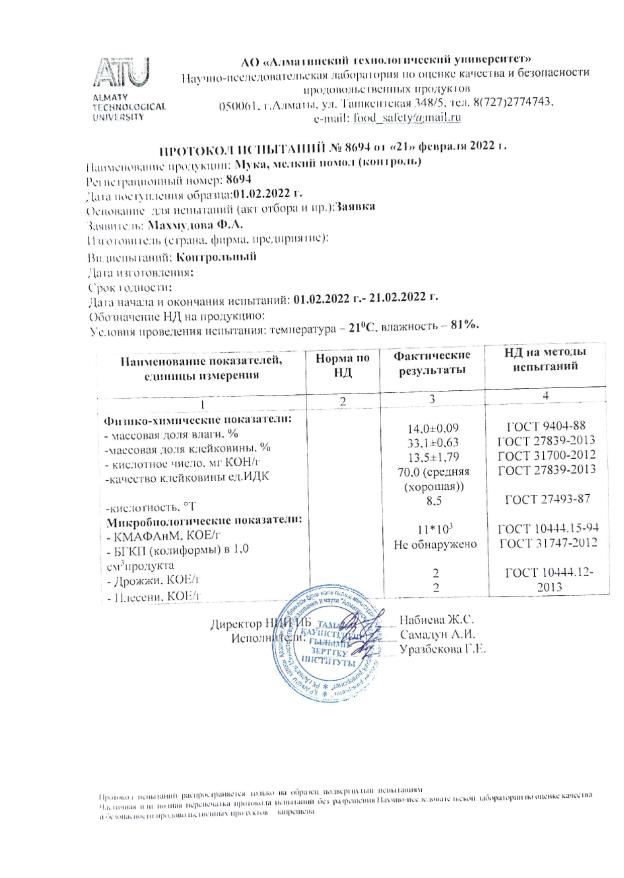 ATU
ALMATY
TECHNOLOGICAL
UNIVERSITY
АО «Алматинский технологический университет»
Научно-исследовательская лаборатория по оценке качества и безопасности
продовольственных продуктов
050061, г.Алматы, ул. Ташкентская 348/5, тел. 8(727)2774743,
e-mail: food_safety@mail.ru
ПРОТОКОЛ ИСПЫТАНИЙ № 8694 от «21» февраля 2022 г.
Наименование продукции: Мука, мелкий помол (контроль)
Регистрационный номер: 8694
Дата поступления образца:01.02.2022 г.
Основание для испытаний (акт отбора и пр.):Заявка
Заявитель: Махмудова Ф.А.
Изготовитель (страна, фирма, предприятие):
Вид испытаний: Контрольный
Дата изготовления:
Срок годности:
Дата начала и окончания испытаний: 01.02.2022 г.- 21.02.2022 г.
Обозначение НД на продукцию:
Условия проведения испытания: температура – 21⁰С, влажность – 81%.
Наименование показателей, единицы измерения Норма по НД Фактические результаты НД на методы испытаний
1 2 3 4
Физико-химические показатели:
- массовая доля влаги, % 14,0±0,09 ГОСТ 9404-88
-массовая доля клейковины, % 33,1±0,63 ГОСТ 27839-2013
- кислотное число, мг КОН/г 13,5±1,79 ГОСТ 31700-2012
-качество клейковины ед.ИДК 70,0 (средняя ГОСТ 27839-2013
(хорошая))
-кислотность, °Т 8,5 ГОСТ 27493-87
Микробиологические показатели:
- КМАФАнМ, КОЕ/г 11*10³ ГОСТ 10444.15-94
- БГКП (колиформы) в 1,0 Не обнаружено ГОСТ 31747-2012
см³продукта
- Дрожжи, КОЕ/г 2 ГОСТ 10444.12-
- Плесени, КОЕ/г 2 2013
Директор НИИ ПБ Набиева Ж.С.
Исполнители: Самадун А.И.
Уразбекова Г.Е.
ТАМАҚ
ҚАУІПСІЗДІГІ
ҒЫЛЫМИ
ЗЕРТТЕУ
ИНСТИТУТЫ
Протокол испытаний распространяется только на образец, подвергнутый испытаниям
Частичная или полная перепечатка протокола испытаний без разрешения Научно-исследовательской лаборатории по оценке качества
и безопасности продовольственных продуктов запрещена